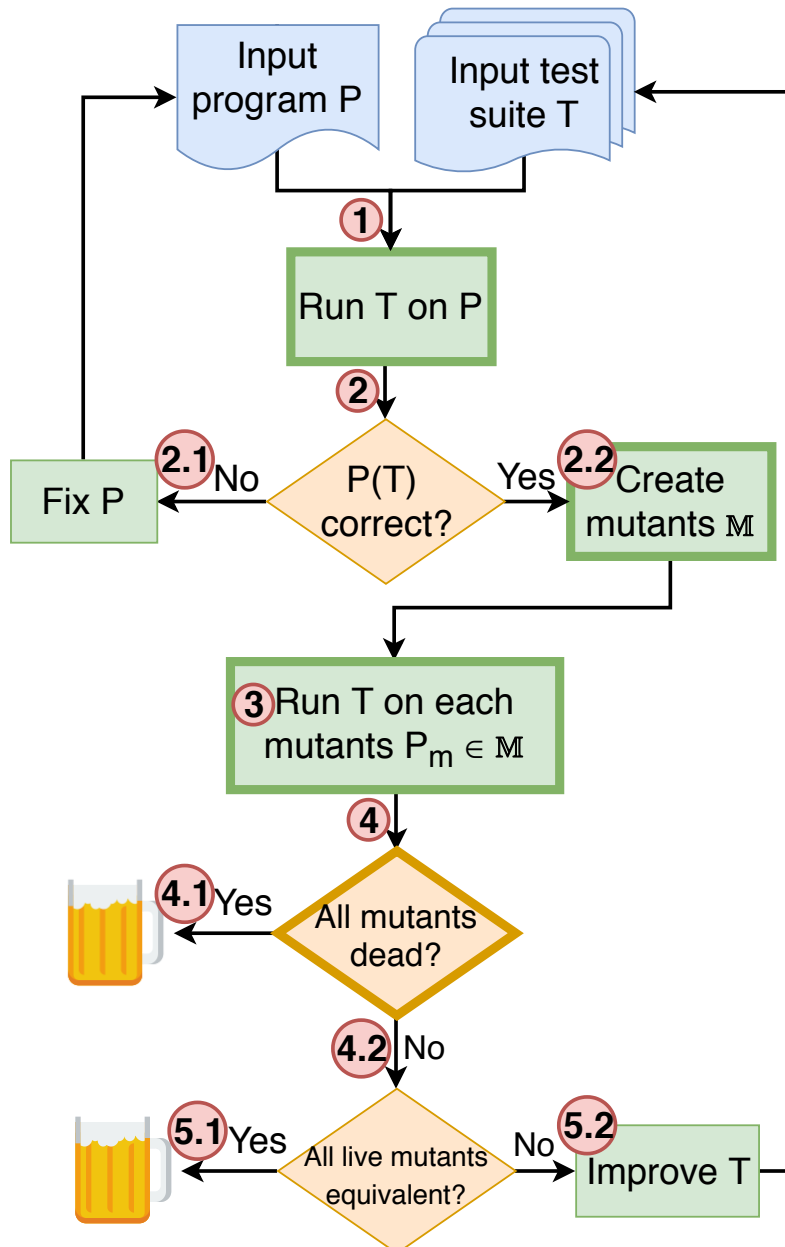 Input
program P
Input test
suite T
1
Run T on P
2
2.1
No
P(T)
correct?
Yes
2.2
Fix P
Create
mutants 𝕄
3
Run T on each
mutants Pₘ ∈ 𝕄
4
4.1
Yes
All mutants
dead?
4.2
No
5.1
Yes
All live mutants
equivalent?
No
5.2
Improve T